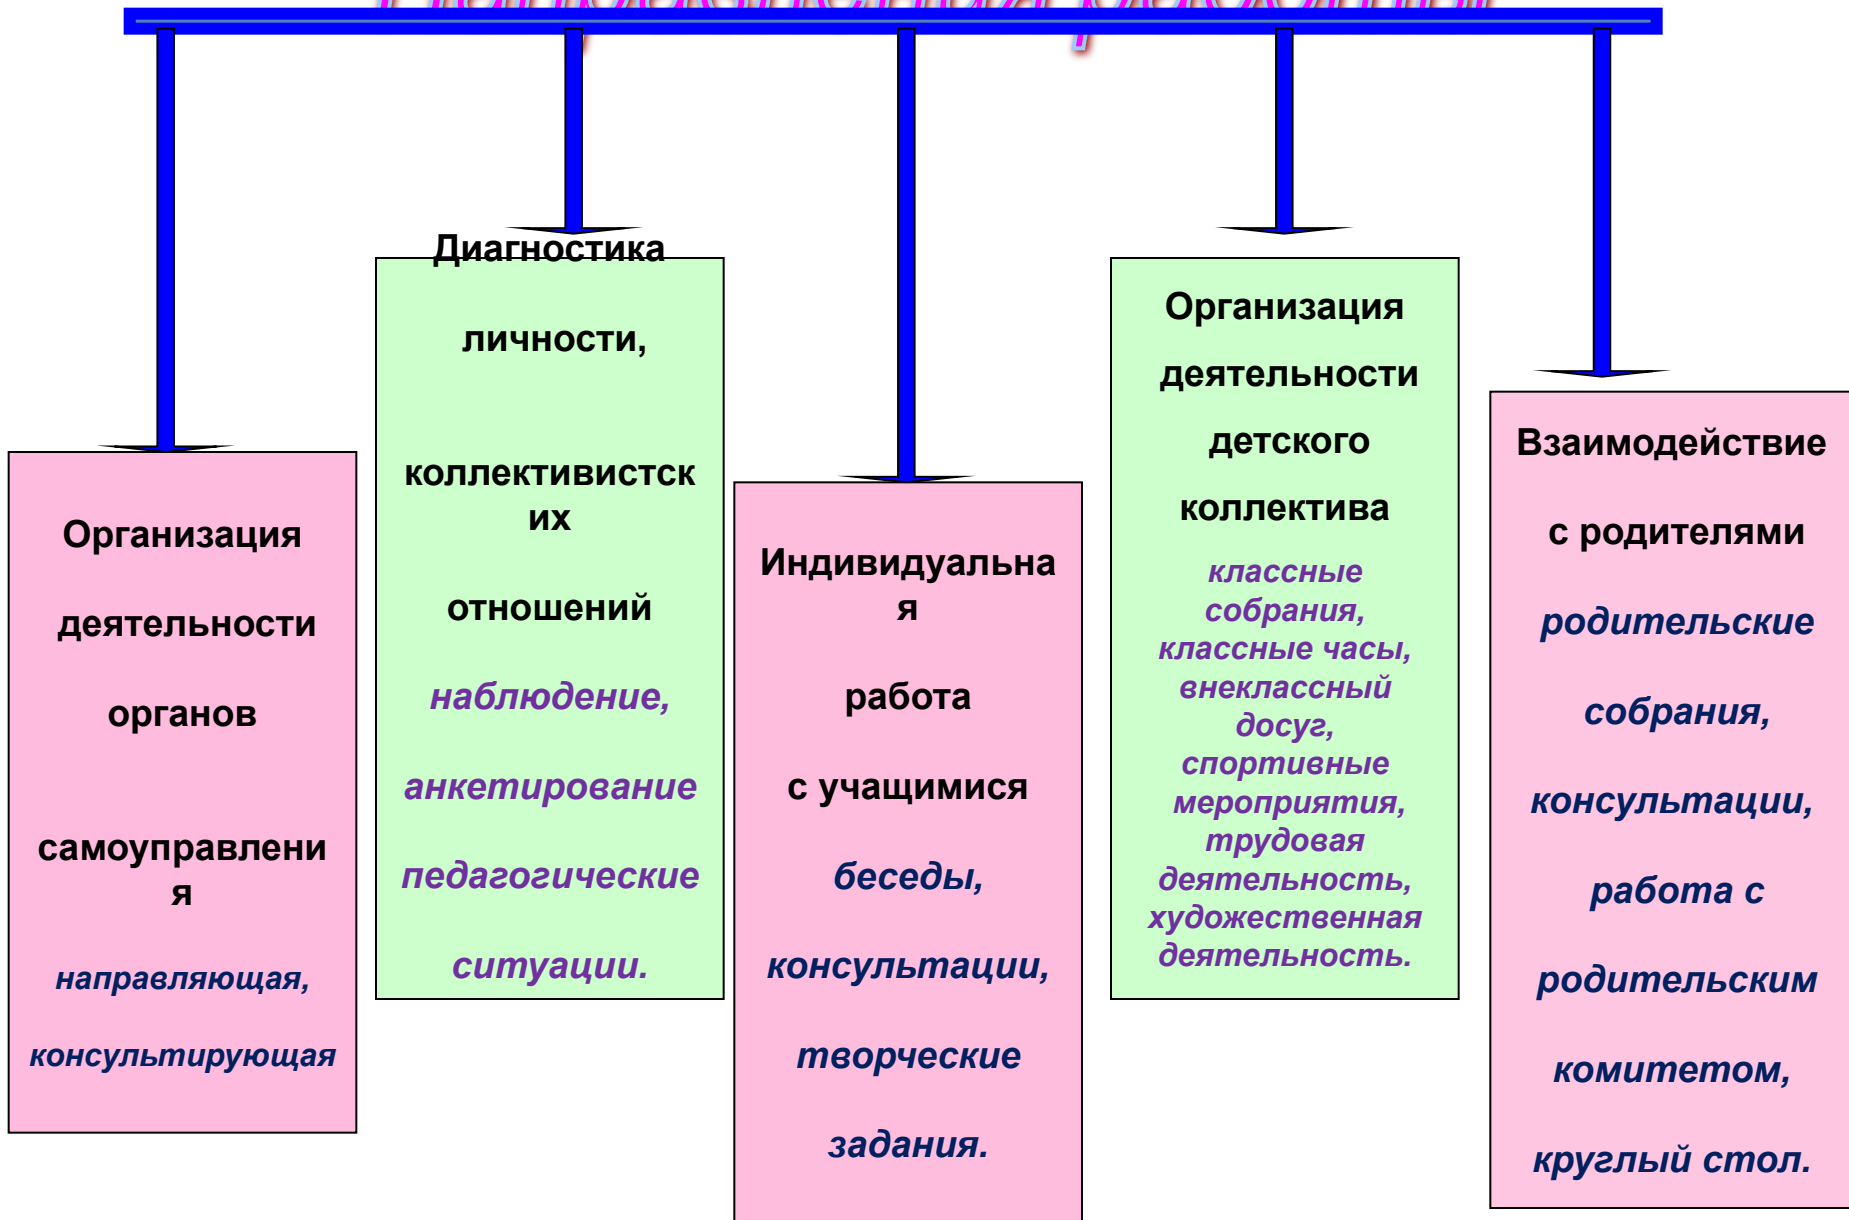 Направления работы
Организация
деятельности
органов
самоуправлени
я
направляющая,
консультирующая
Диагностика
личности,
коллективистск
их
отношений
наблюдение,
анкетирование
педагогические
ситуации.
Индивидуальна
я
работа
с учащимися
беседы,
консультации,
творческие
задания.
Организация
деятельности
детского
коллектива
классные
собрания,
классные часы,
внеклассный
досуг,
спортивные
мероприятия,
трудовая
деятельность,
художественная
деятельность.
Взаимодействие
с родителями
родительские
собрания,
консультации,
работа с
родительским
комитетом,
круглый стол.